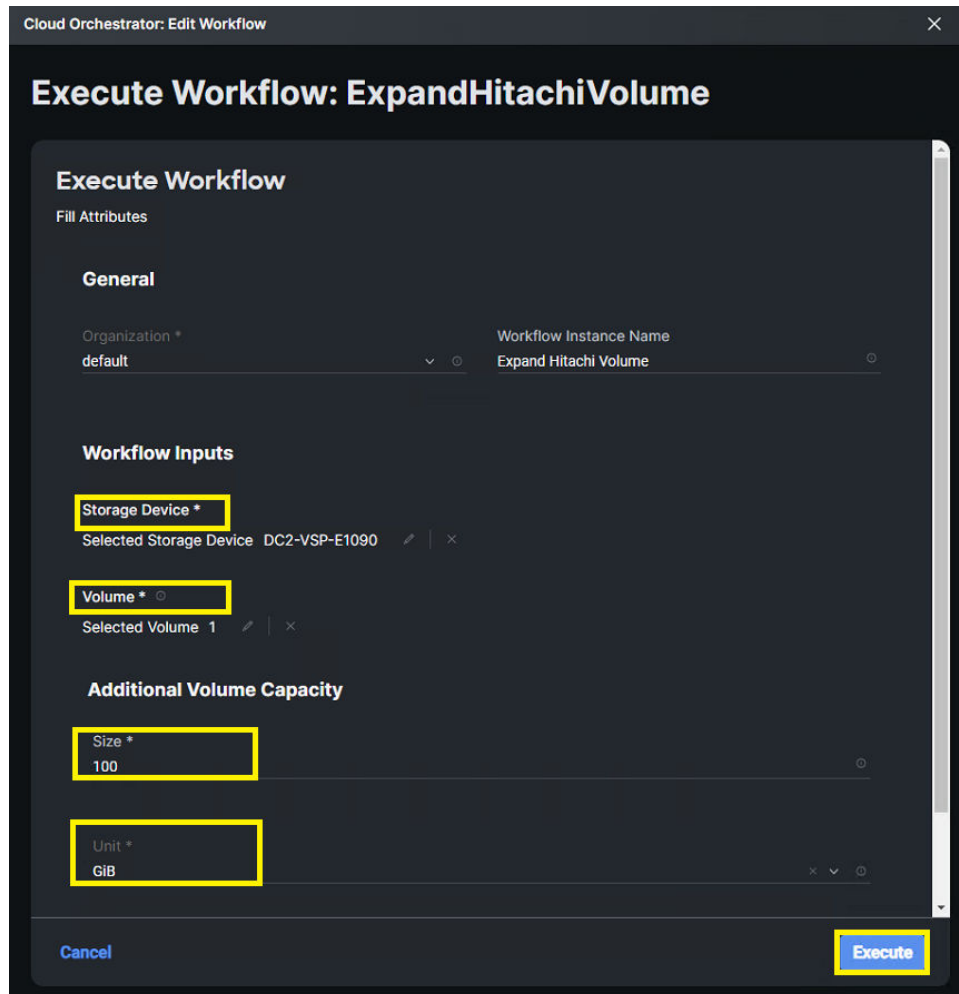 Cloud Orchestrator: Edit Workflow
Execute Workflow: ExpandHitachiVolume
Execute Workflow
Fill Attributes
General
Organization *
default
Workflow Instance Name
Expand Hitachi Volume
Workflow Inputs
Storage Device *
Selected Storage Device DC2-VSP-E1090
Volume *
Selected Volume 1
Additional Volume Capacity
Size *
100
Unit *
GiB
Cancel
Execute